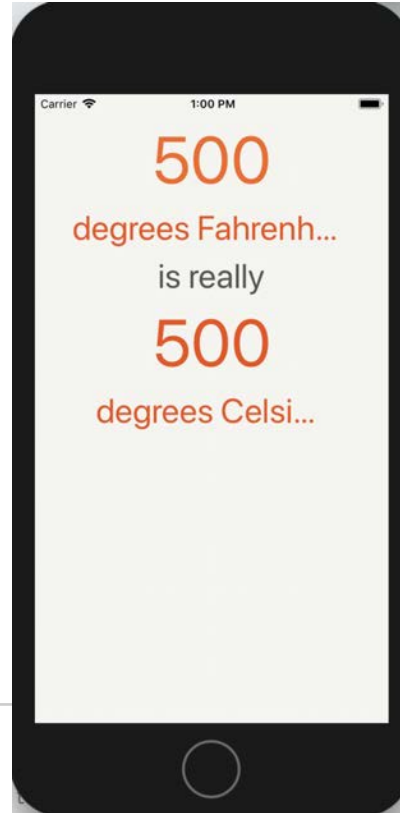 Carrier 1:00 PM
500
degrees Fahrenh...
is really
500
degrees Celsi...